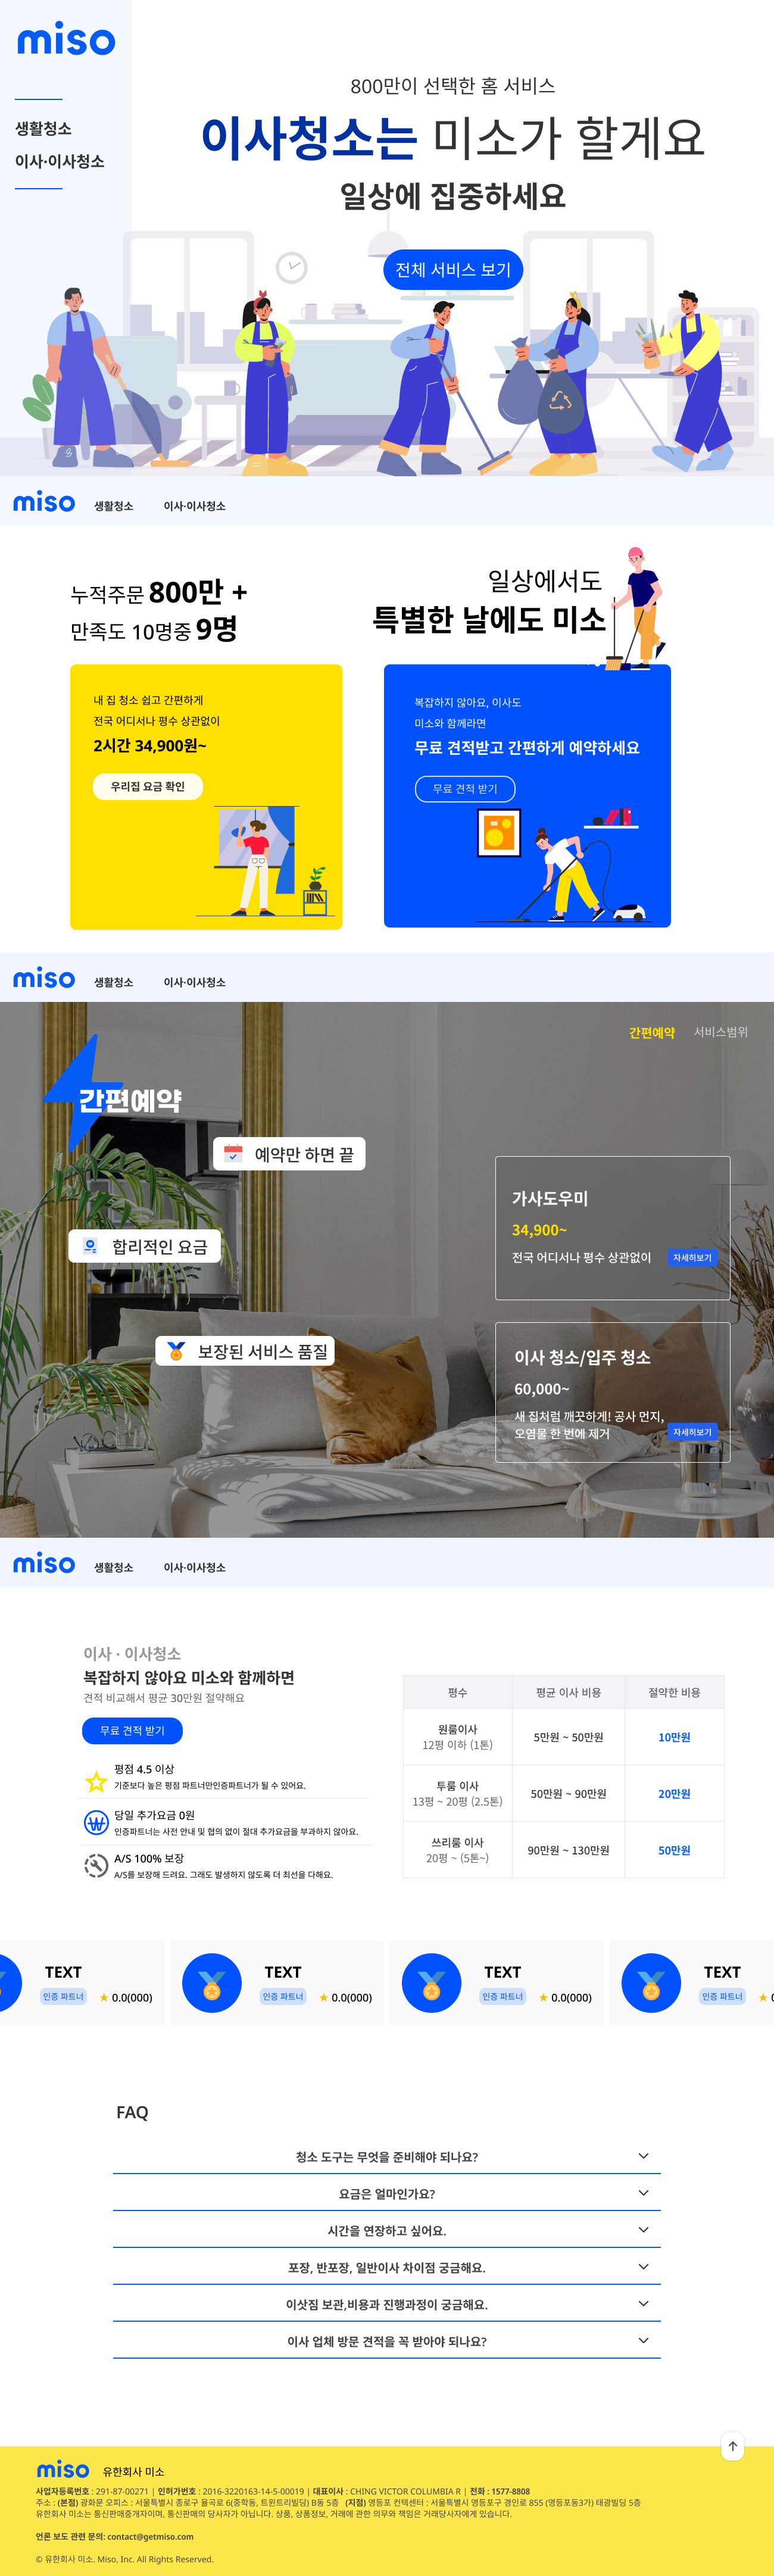 miso
생활청소
이사·이사청소
800만이 선택한 홈 서비스
이사청소는 미소가 할게요
일상에 집중하세요
전체 서비스 보기
miso 생활청소 이사·이사청소
누적주문 800만 +
만족도 10명중 9명
일상에서도
특별한 날에도 미소
내 집 청소 쉽고 간편하게
전국 어디서나 평수 상관없이
2시간 34,900원~
우리집 요금 확인
복잡하지 않아요, 이사도
미소와 함께라면
무료 견적받고 간편하게 예약하세요
무료 견적 받기
miso 생활청소 이사·이사청소
간편예약 서비스범위
간편예약
예약만 하면 끝
합리적인 요금
보장된 서비스 품질
가사도우미
34,900~
전국 어디서나 평수 상관없이
자세히보기
이사 청소/입주 청소
60,000~
새 집처럼 깨끗하게! 공사 먼지,
오염물 한 번에 제거
자세히보기
miso 생활청소 이사·이사청소
이사 · 이사청소
복잡하지 않아요 미소와 함께하면
견적 비교해서 평균 30만원 절약해요
무료 견적 받기
평점 4.5 이상
기준보다 높은 평점 파트너만인증파트너가 될 수 있어요.
당일 추가요금 0원
인증파트너는 사전 안내 및 협의 없이 절대 추가요금을 부과하지 않아요.
A/S 100% 보장
A/S를 보장해 드려요. 그래도 발생하지 않도록 더 최선을 다해요.
평수 평균 이사 비용 절약한 비용
원룸이사
12평 이하 (1톤)
5만원 ~ 50만원
10만원
투룸 이사
13평 ~ 20평 (2.5톤)
50만원 ~ 90만원
20만원
쓰리룸 이사
20평 ~ (5톤~)
90만원 ~ 130만원
50만원
TEXT
인증 파트너 ★ 0.0(000)
TEXT
인증 파트너 ★ 0.0(000)
TEXT
인증 파트너 ★ 0.0(000)
TEXT
인증 파트너 ★
FAQ
청소 도구는 무엇을 준비해야 되나요?
요금은 얼마인가요?
시간을 연장하고 싶어요.
포장, 반포장, 일반이사 차이점 궁금해요.
이삿짐 보관,비용과 진행과정이 궁금해요.
이사 업체 방문 견적을 꼭 받아야 되나요?
miso 유한회사 미소
사업자등록번호 : 291-87-00271 | 인허가번호 : 2016-3220163-14-5-00019 | 대표이사 : CHING VICTOR COLUMBIA R | 전화 : 1577-8808
주소 : (본점) 광화문 오피스 : 서울특별시 종로구 율곡로 6(중학동, 트윈트리빌딩) B동 5층 (지점) 영등포 컨텍센터 : 서울특별시 영등포구 경인로 855 (영등포동3가) 태광빌딩 5층
유한회사 미소는 통신판매중개자이며, 통신판매의 당사자가 아닙니다. 상품, 상품정보, 거래에 관한 의무와 책임은 거래당사자에게 있습니다.
언론 보도 관련 문의: contact@getmiso.com
© 유한회사 미소. Miso, Inc. All Rights Reserved.